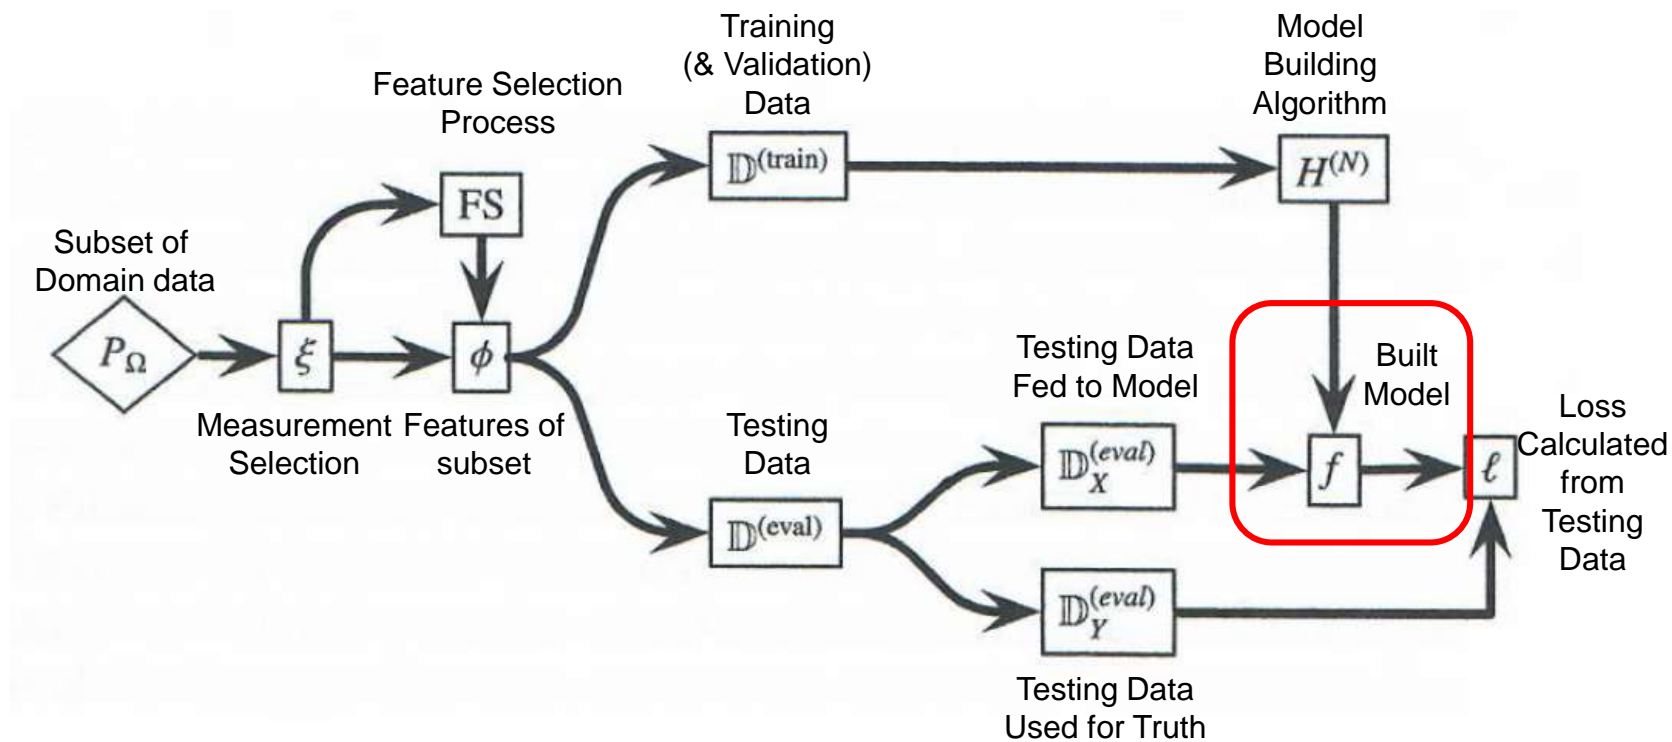 Training
(& Validation)
Data
Model
Building
Algorithm
Feature Selection
Process
𝔻(train)
H(N)
FS
Subset of
Domain data
PΩ
ξ
ϕ
Measurement
Selection
Features of
subset
Testing
Data
𝔻(eval)
Testing Data
Fed to Model
𝔻X(eval)
Built
Model
f
ℓ
Loss
Calculated
from
Testing
Data
𝔻Y(eval)
Testing Data
Used for Truth